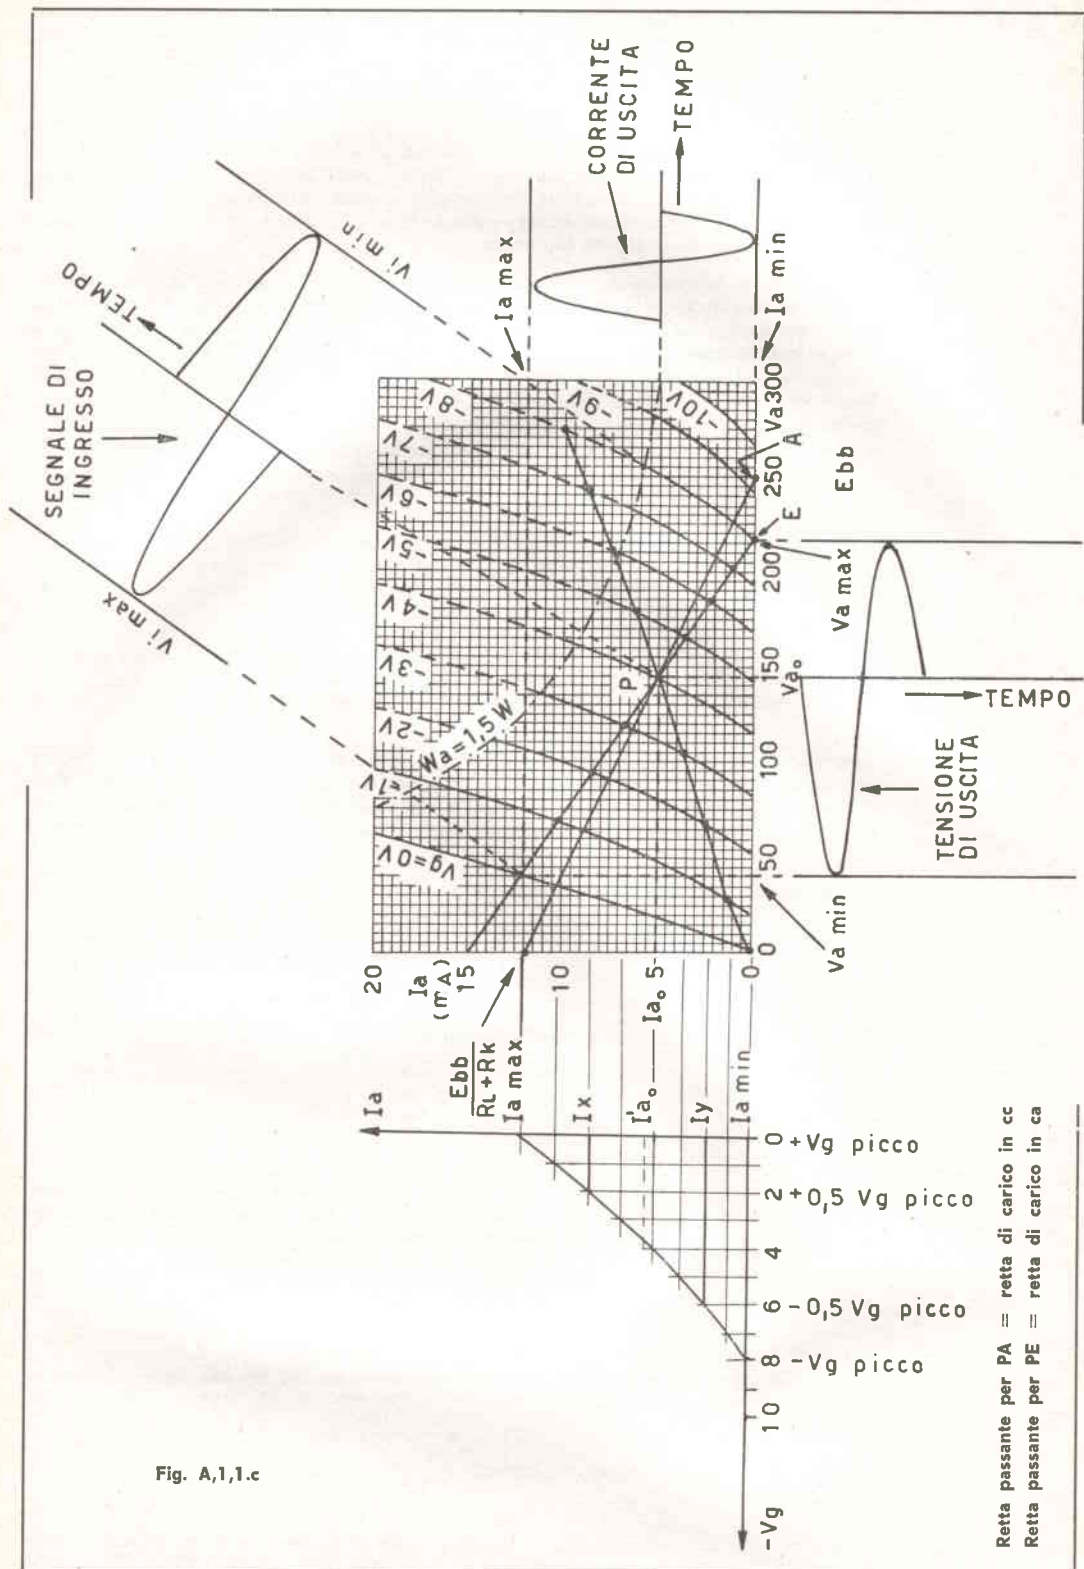 SEGNALE DI
INGRESSO
TEMPO
Vi max
Vi min
CORRENTE
DI USCITA
TEMPO
Ia max
Ia min
20
Ia
(mA)
15
10
5
0
Vg=0V
-1V
-2V
-3V
-4V
-5V
-6V
-7V
-8V
-9V
-10V
Wa=1,5 W
P
0
50
100
150
200
250
Va 300
Va₀
E
A
Ebb
Va min
Va max
TENSIONE
DI USCITA
TEMPO
Ia
Ebb
RL+RK
Ia max
Ix
I'a₀
Ia₀
Iy
Ia min
0 +Vg picco
2 +0,5 Vg picco
4
6 -0,5 Vg picco
8 -Vg picco
10
-Vg
Retta passante per PA = retta di carico in cc
Retta passante per PE = retta di carico in ca
Fig. A,1,1.c